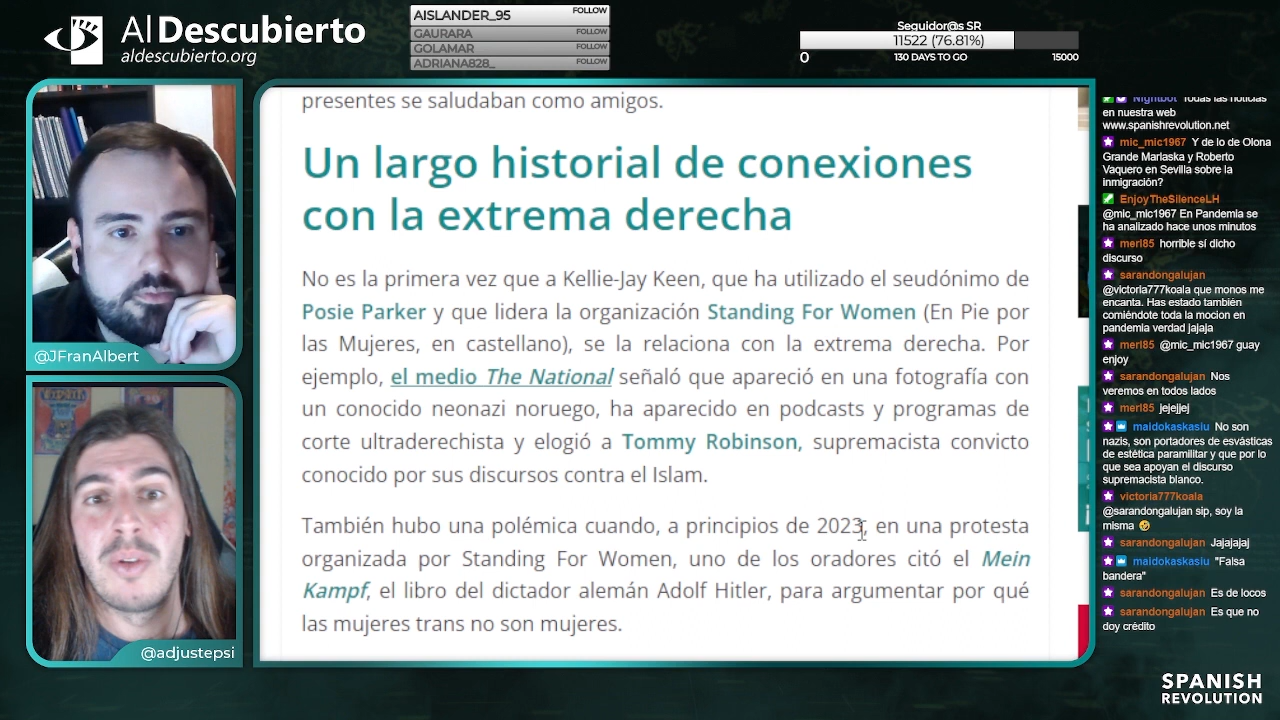 Al Descubierto
aldescubierto.org
AISLANDER_95 FOLLOW
GAURARA FOLLOW
GOLAMAR FOLLOW
ADRIANA828_ FOLLOW
Seguidor@s SR
11522 (76.81%)
0 130 DAYS TO GO 15000
@JFranAlbert
@adjustepsi
presentes se saludaban como amigos.
Un largo historial de conexiones
con la extrema derecha
No es la primera vez que a Kellie-Jay Keen, que ha utilizado el seudónimo de
Posie Parker y que lidera la organización Standing For Women (En Pie por
las Mujeres, en castellano), se la relaciona con la extrema derecha. Por
ejemplo, el medio The National señaló que apareció en una fotografía con
un conocido neonazi noruego, ha aparecido en podcasts y programas de
corte ultraderechista y elogió a Tommy Robinson, supremacista convicto
conocido por sus discursos contra el Islam.
También hubo una polémica cuando, a principios de 2023, en una protesta
organizada por Standing For Women, uno de los oradores citó el Mein
Kampf, el libro del dictador alemán Adolf Hitler, para argumentar por qué
las mujeres trans no son mujeres.
Nightbot Todas las noticias
en nuestra web
www.spanishrevolution.net
mic_mic1967 Y de lo de Olona
Grande Marlaska y Roberto
Vaquero en Sevilla sobre la
inmigración?
EnjoyTheSilenceLH
@mic_mic1967 En Pandemia se
ha analizado hace unos minutos
merl85 horrible sí dicho
discurso
sarandongalujan
@victoria777koala que monos me
encanta. Has estado también
comiéndote toda la mocion en
pandemia verdad jajaja
merl85 @mic_mic1967 guay
enjoy
sarandongalujan Nos
veremos en todos lados
merl85 jejejjej
maldokaskasiu No son
nazis, son portadores de esvásticas
de estética paramilitar y que por lo
que sea apoyan el discurso
supremacista blanco.
victoria777koala
@sarandongalujan sip, soy la
misma
sarandongalujan Jajajajaj
maldokaskasiu "Falsa
bandera"
sarandongalujan Es de locos
sarandongalujan Es que no
doy crédito
SPANISH
REVOLUTION